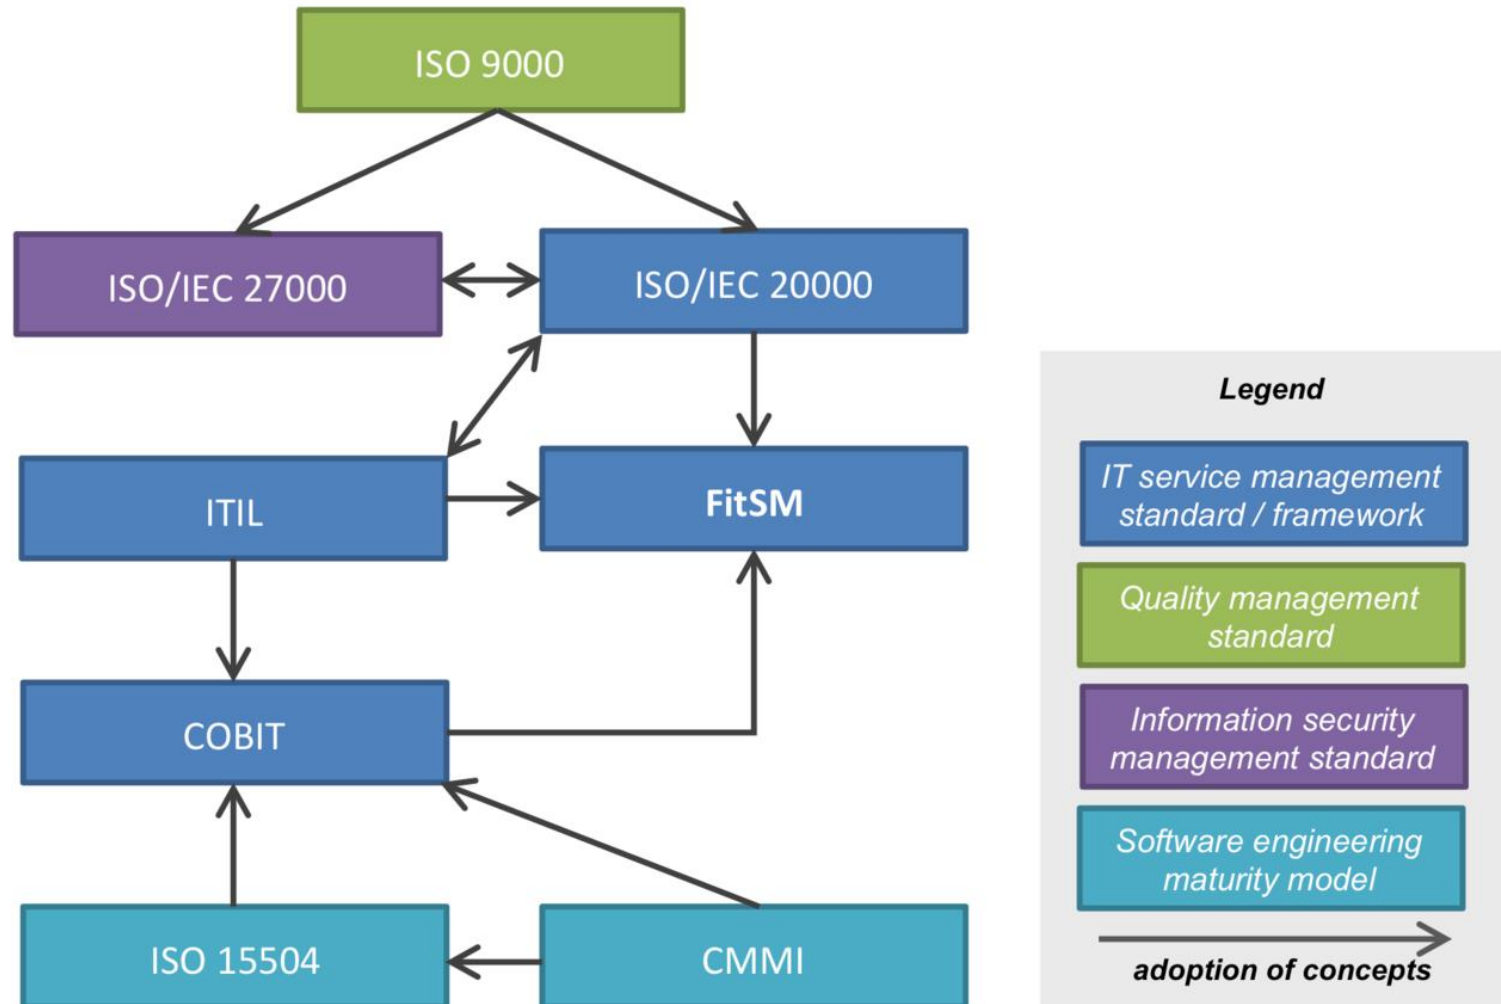 ISO 9000
ISO/IEC 27000
ISO/IEC 20000
ITIL
FitSM
COBIT
ISO 15504
CMMI
Legend
IT service management
standard / framework
Quality management
standard
Information security
management standard
Software engineering
maturity model
adoption of concepts